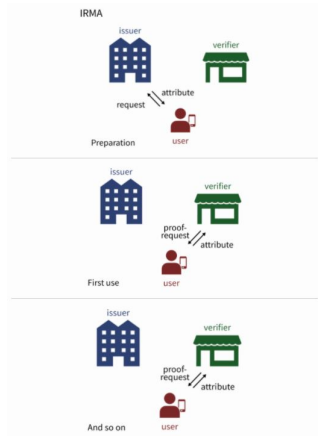 IRMA
issuer
verifier
attribute
request
user
Preparation
issuer
verifier
proof-
request
attribute
First use
user
issuer
verifier
proof-
request
attribute
And so on
user